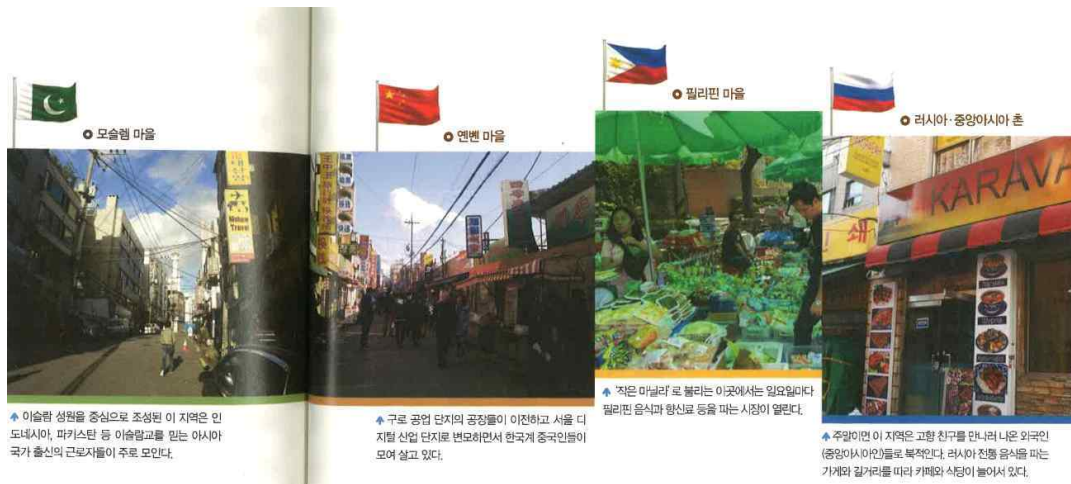 모슬렘 마을
이슬람 성원을 중심으로 조성된 이 지역은 인
도네시아, 파키스탄 등 이슬람교를 믿는 아시아
국가 출신의 근로자들이 주로 모인다.
옌볜 마을
구로 공업 단지의 공장들이 이전하고 서울 디
지털 산업 단지로 변모하면서 한국계 중국인들이
모여 살고 있다.
필리핀 마을
'작은 마닐라'로 불리는 이곳에서는 일요일마다
필리핀 음식과 향신료 등을 파는 시장이 열린다.
러시아·중앙아시아 촌
KARAVA
쇄
주말이면 이 지역은 고향 친구를 만나러 나온 외국인
(중앙아시아인)들로 북적인다. 러시아 전통 음식을 파는
가게와 길거리를 따라 카페와 식당이 늘어서 있다.